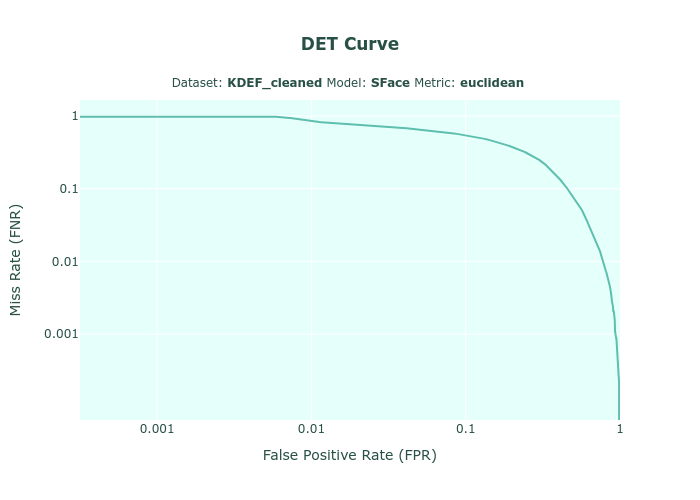 DET Curve
Dataset: KDEF_cleaned Model: SFace Metric: euclidean
1
0.1
0.01
0.001
Miss Rate (FNR)
0.001
0.01
0.1
1
False Positive Rate (FPR)